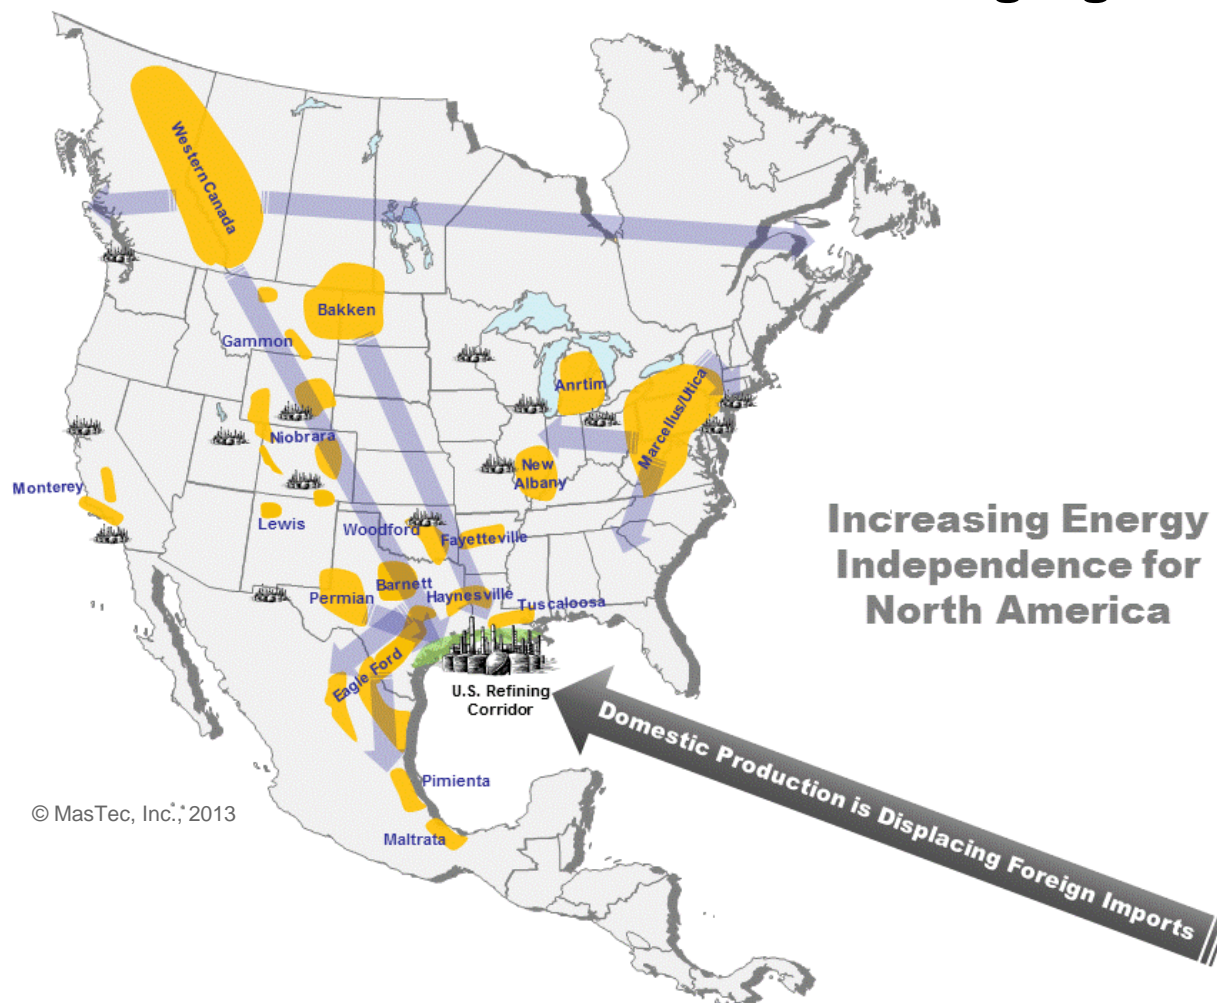 Western Canada
Bakken
Gammon
Anrtim
Marcellus/Utica
Niobrara
New
Albany
Monterey
Lewis
Woodford
Fayetteville
Increasing Energy
Independence for
North America
Barnett
Permian
Haynesville
Tuscaloosa
Eagle Ford
U.S. Refining
Corridor
Domestic Production is Displacing Foreign Imports
Pimienta
© MasTec, Inc., 2013
Maltrata